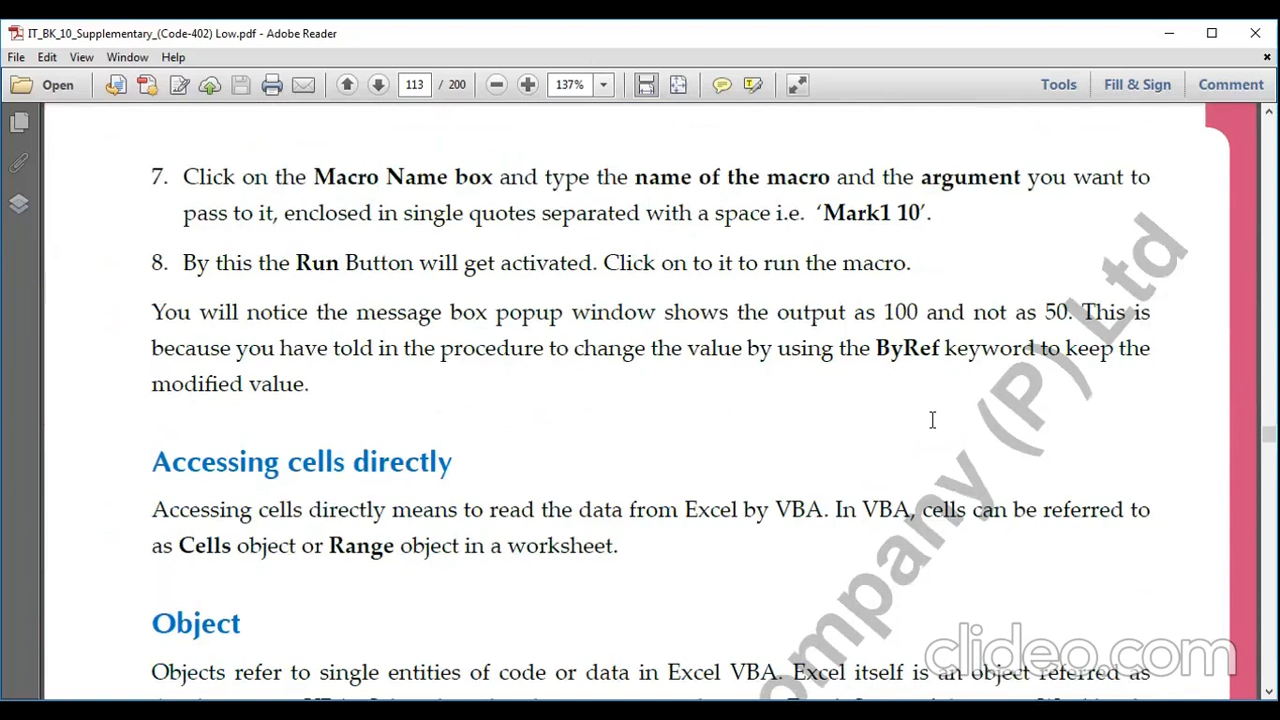 IT_BK_10_Supplementary_(Code-402) Low.pdf - Adobe Reader
File Edit View Window Help
Open 113 / 200 137% Tools Fill & Sign Comment
7. Click on the Macro Name box and type the name of the macro and the argument you want to
pass to it, enclosed in single quotes separated with a space i.e. ‘Mark1 10’.
8. By this the Run Button will get activated. Click on to it to run the macro.
You will notice the message box popup window shows the output as 100 and not as 50. This is
because you have told in the procedure to change the value by using the ByRef keyword to keep the
modified value.
Accessing cells directly
Accessing cells directly means to read the data from Excel by VBA. In VBA, cells can be referred to
as Cells object or Range object in a worksheet.
Object
Objects refer to single entities of code or data in Excel VBA. Excel itself is an object referred as
ompany (P) Ltd
clideo.com